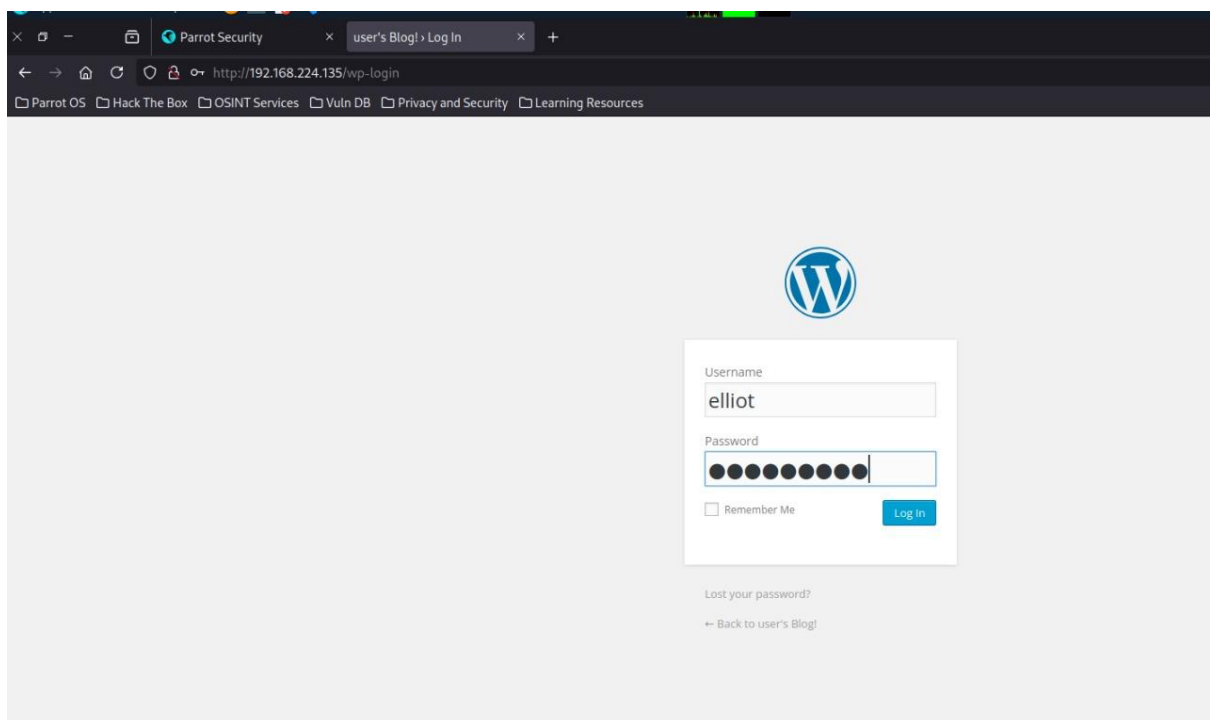 Parrot Security
user's Blog! › Log In
http://192.168.224.135/wp-login
Parrot OS Hack The Box OSINT Services Vuln DB Privacy and Security Learning Resources
Username
elliot
Password
●●●●●●●●●
Remember Me
Log In
Lost your password?
← Back to user's Blog!